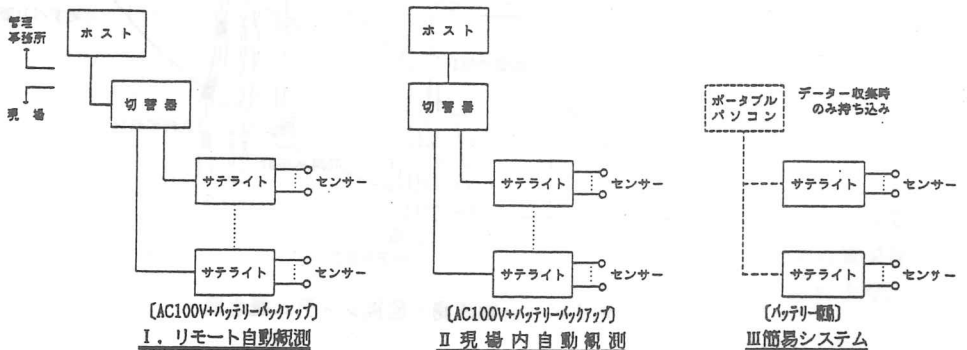 管理
事務所
現 場
ホスト
切替器
サテライト
センサー
サテライト
センサー
〔AC100V+バッテリーバックアップ〕
Ⅰ. リモート自動観測
ホスト
切替器
サテライト
センサー
サテライト
センサー
〔AC100V+バッテリーバックアップ〕
Ⅱ 現場内自動観測
ポータブル
パソコン
データー収集時
のみ持ち込み
サテライト
センサー
サテライト
センサー
〔バッテリー駆動〕
Ⅲ簡易システム